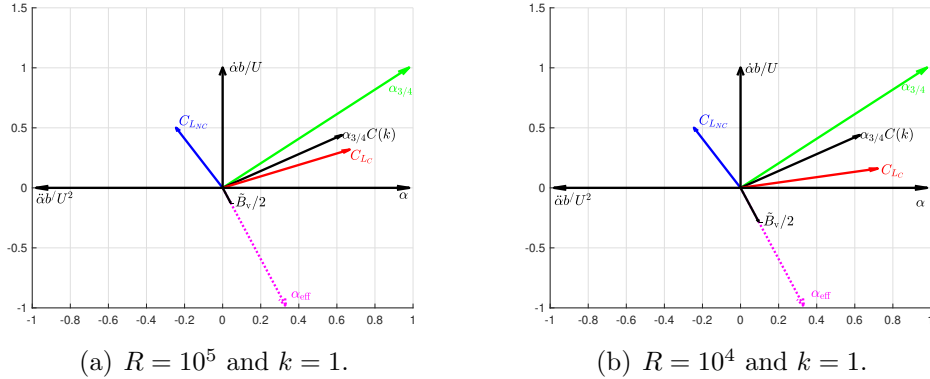 1.5
1
0.5
0
-0.5
-1
-1 -0.8 -0.6 -0.4 -0.2 0 0.2 0.4 0.6 0.8 1
α̇b/U
α_{3/4}
C_{L_{NC}}
α_{3/4}C(k)
C_{L_C}
α̈b/U²
α
-B̃_v/2
α_eff
(a) R = 10⁵ and k = 1.
1.5
1
0.5
0
-0.5
-1
-1 -0.8 -0.6 -0.4 -0.2 0 0.2 0.4 0.6 0.8 1
α̇b/U
α_{3/4}
C_{L_{NC}}
α_{3/4}C(k)
C_{L_C}
α̈b/U²
α
-B̃_v/2
α_eff
(b) R = 10⁴ and k = 1.